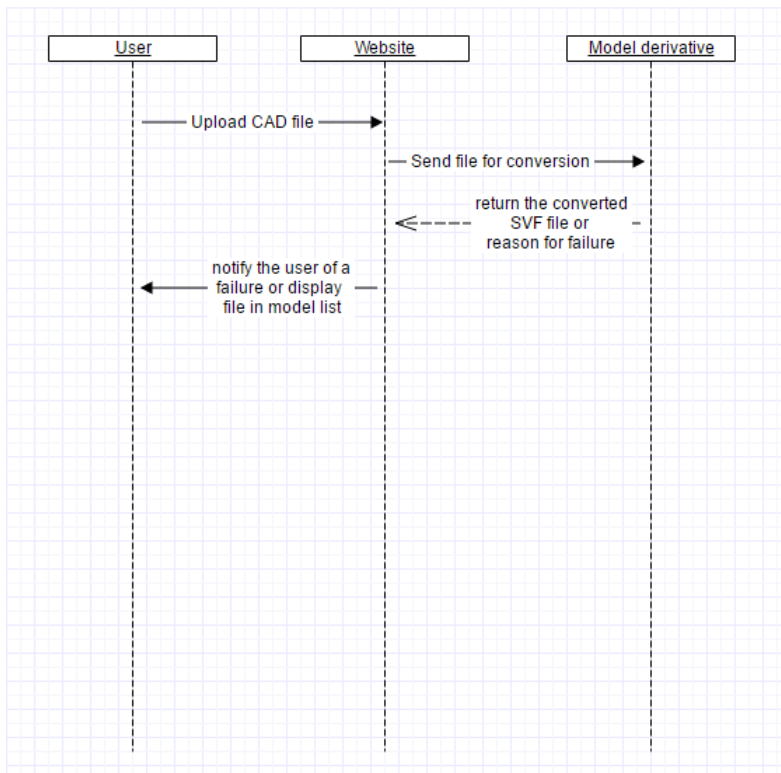 User
Website
Model derivative
Upload CAD file
Send file for conversion
return the converted
SVF file or
reason for failure
notify the user of a
failure or display
file in model list